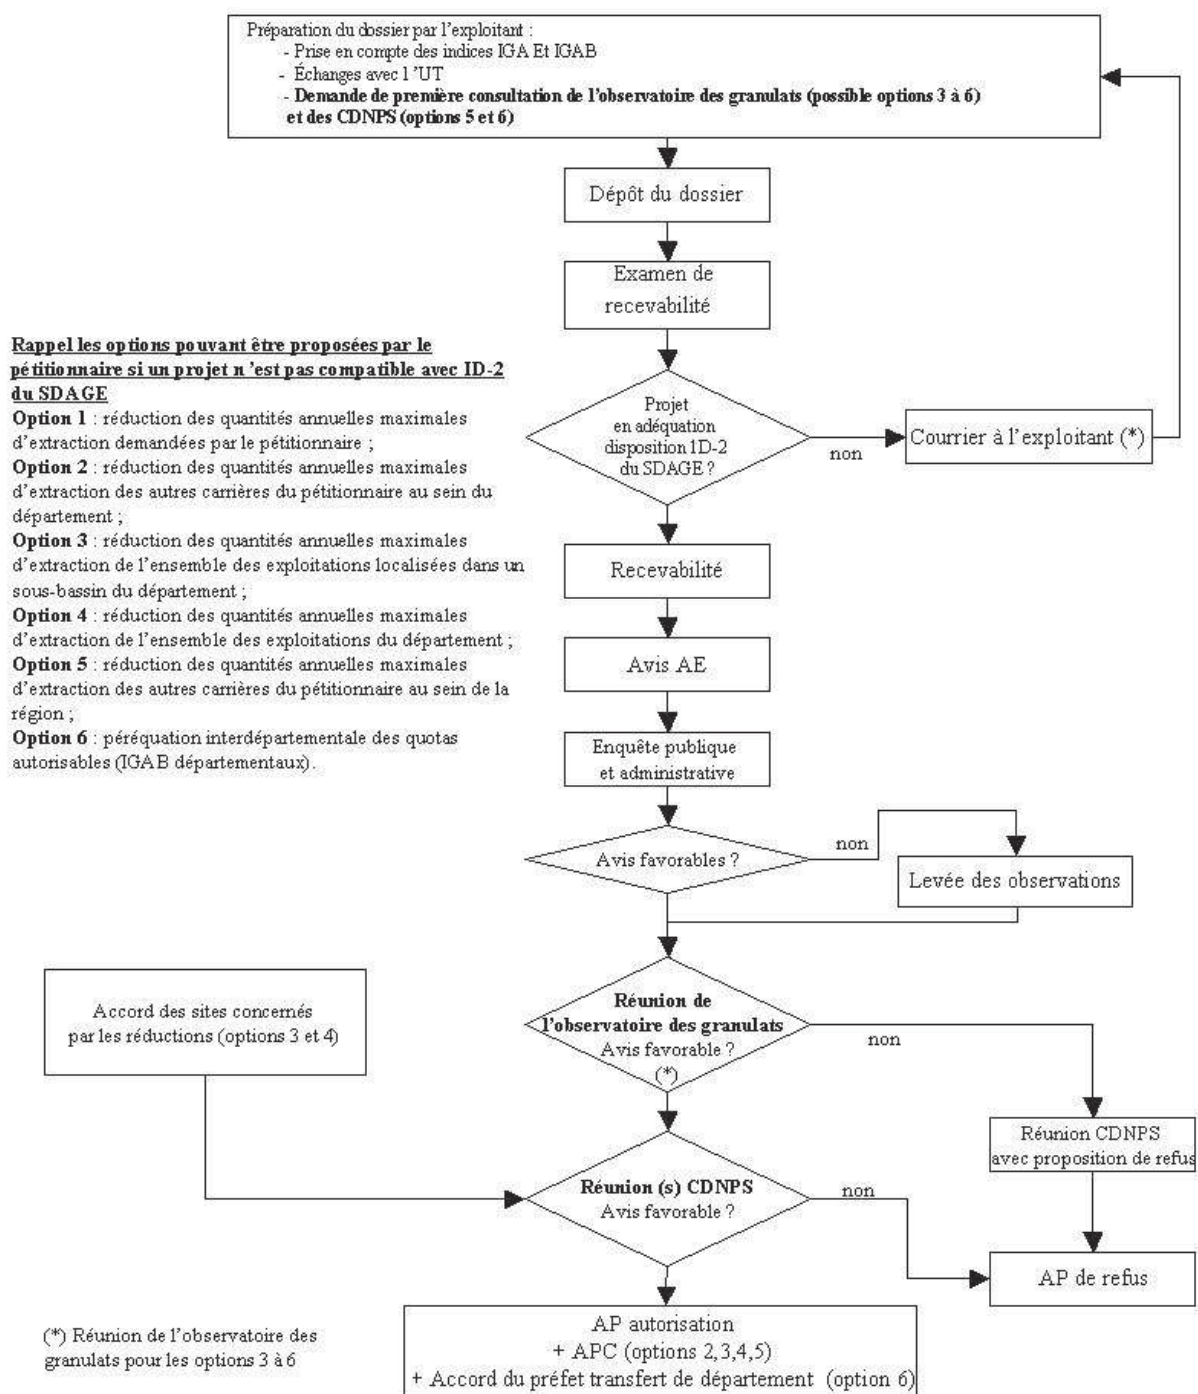 Préparation du dossier par l'exploitant :
- Prise en compte des indices IGA Et IGAB
- Échanges avec l 'UT
- Demande de première consultation de l'observatoire des granulats (possible options 3 à 6)
et des CDNPS (options 5 et 6)
Dépôt du dossier
Examen de
recevabilité
Rappel les options pouvant être proposées par le
pétitionnaire si un projet n 'est pas compatible avec ID-2
du SDAGE
Option 1 : réduction des quantités annuelles maximales
d'extraction demandées par le pétitionnaire ;
Option 2 : réduction des quantités annuelles maximales
d'extraction des autres carrières du pétitionnaire au sein du
département ;
Option 3 : réduction des quantités annuelles maximales
d'extraction de l'ensemble des exploitations localisées dans un
sous-bassin du département ;
Option 4 : réduction des quantités annuelles maximales
d'extraction de l'ensemble des exploitations du département ;
Option 5 : réduction des quantités annuelles maximales
d'extraction des autres carrières du pétitionnaire au sein de la
région ;
Option 6 : péréquation interdépartementale des quotas
autorisables (IGAB départementaux).
Projet
en adéquation
disposition 1D-2
du SDAGE ?
non
Courrier à l'exploitant (*)
Recevabilité
Avis AE
Enquête publique
et administrative
Avis favorables ?
non
Levée des observations
Accord des sites concernés
par les réductions (options 3 et 4)
Réunion de
l'observatoire des granulats
Avis favorable ?
(*)
non
Réunion CDNPS
avec proposition de refus
Réunion (s) CDNPS
Avis favorable ?
non
AP de refus
AP autorisation
+ APC (options 2,3,4,5)
+ Accord du préfet transfert de département (option 6)
(*) Réunion de l'observatoire des
granulats pour les options 3 à 6